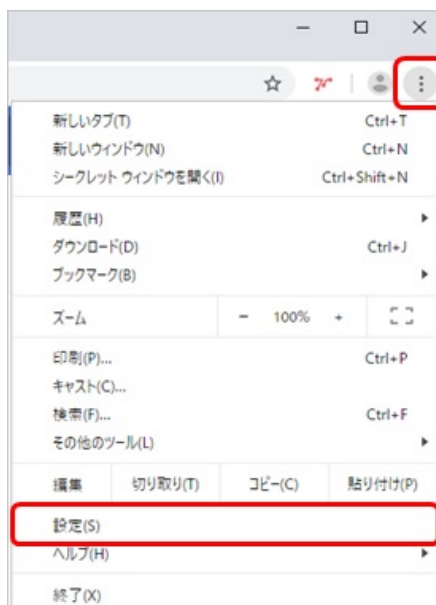 新しいタブ(T) Ctrl+T
新しいウィンドウ(N) Ctrl+N
シークレット ウィンドウを開く(I) Ctrl+Shift+N
履歴(H)
ダウンロード(D) Ctrl+J
ブックマーク(B)
ズーム － 100% +
印刷(P)... Ctrl+P
キャスト(C)...
検索(F)... Ctrl+F
その他のツール(L)
編集 切り取り(T) コピー(C) 貼り付け(P)
設定(S)
ヘルプ(H)
終了(X)